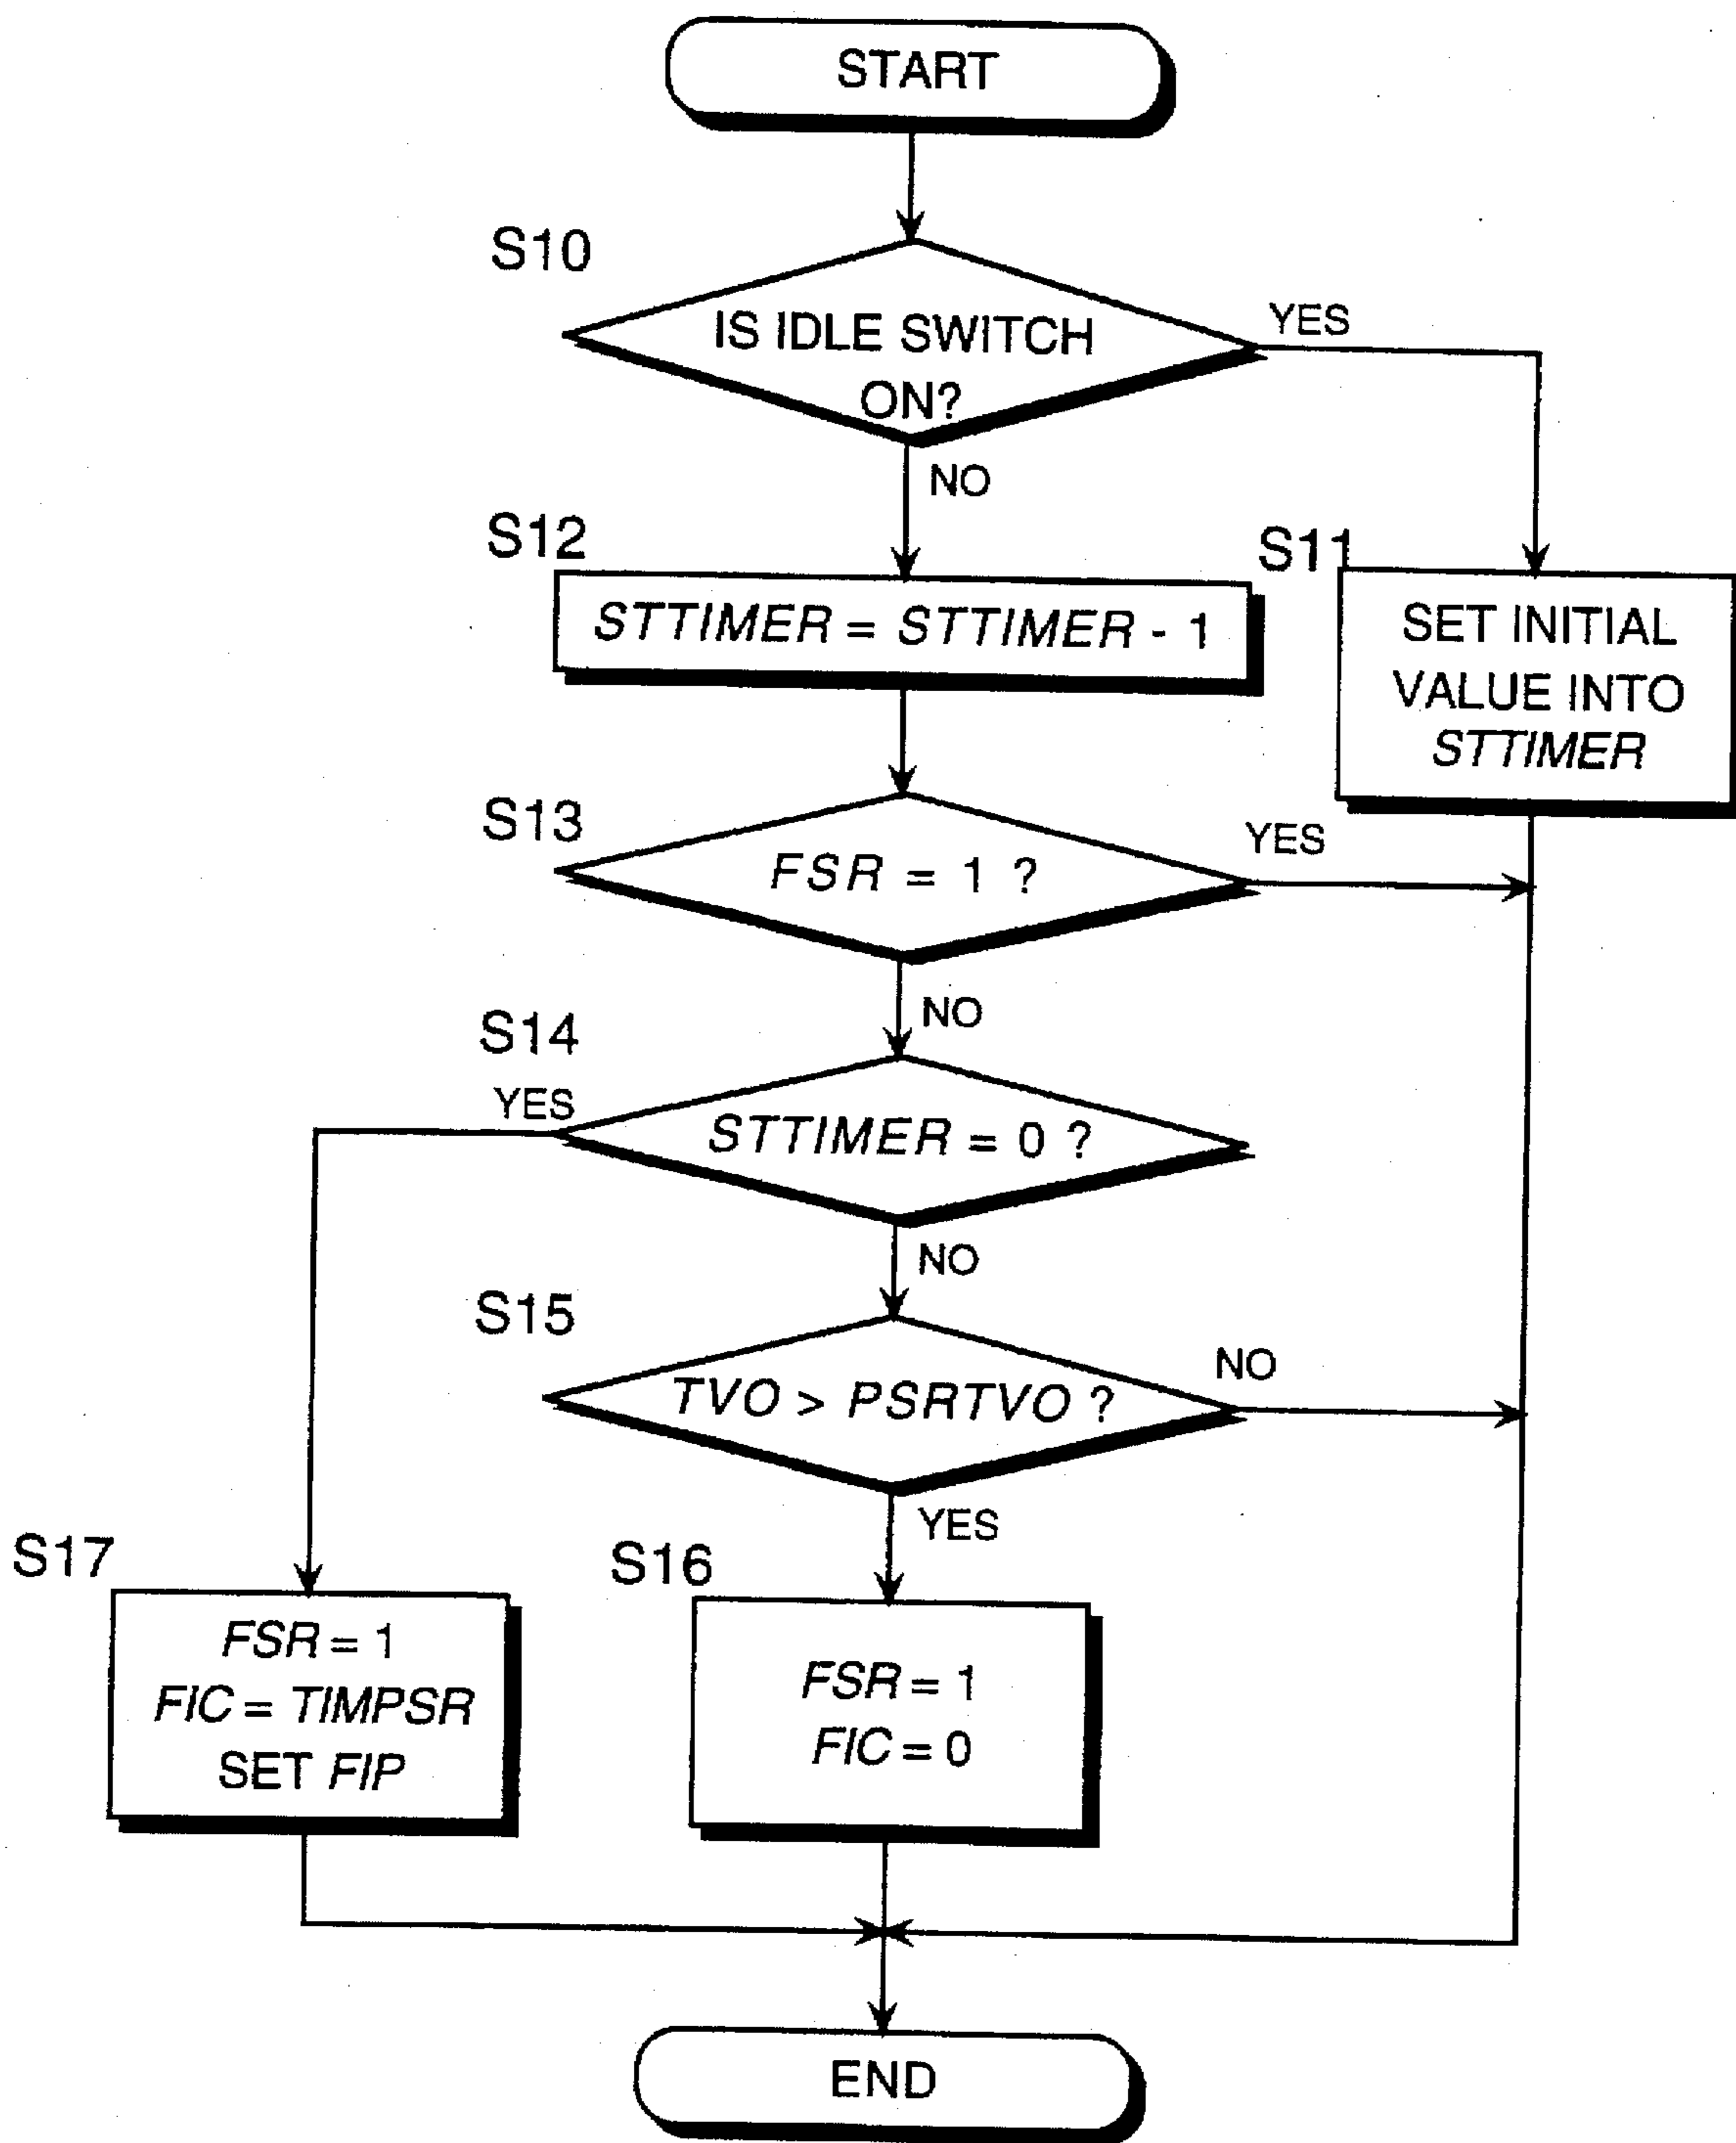 START
S10
IS IDLE SWITCH
ON?
YES
NO
S12
STTIMER = STTIMER - 1
S11
SET INITIAL
VALUE INTO
STTIMER
S13
FSR = 1 ?
YES
NO
S14
YES
STTIMER = 0 ?
NO
S15
TVO > PSRTVO ?
NO
YES
S17
FSR = 1
FIC = TIMPSR
SET FIP
S16
FSR = 1
FIC = 0
END